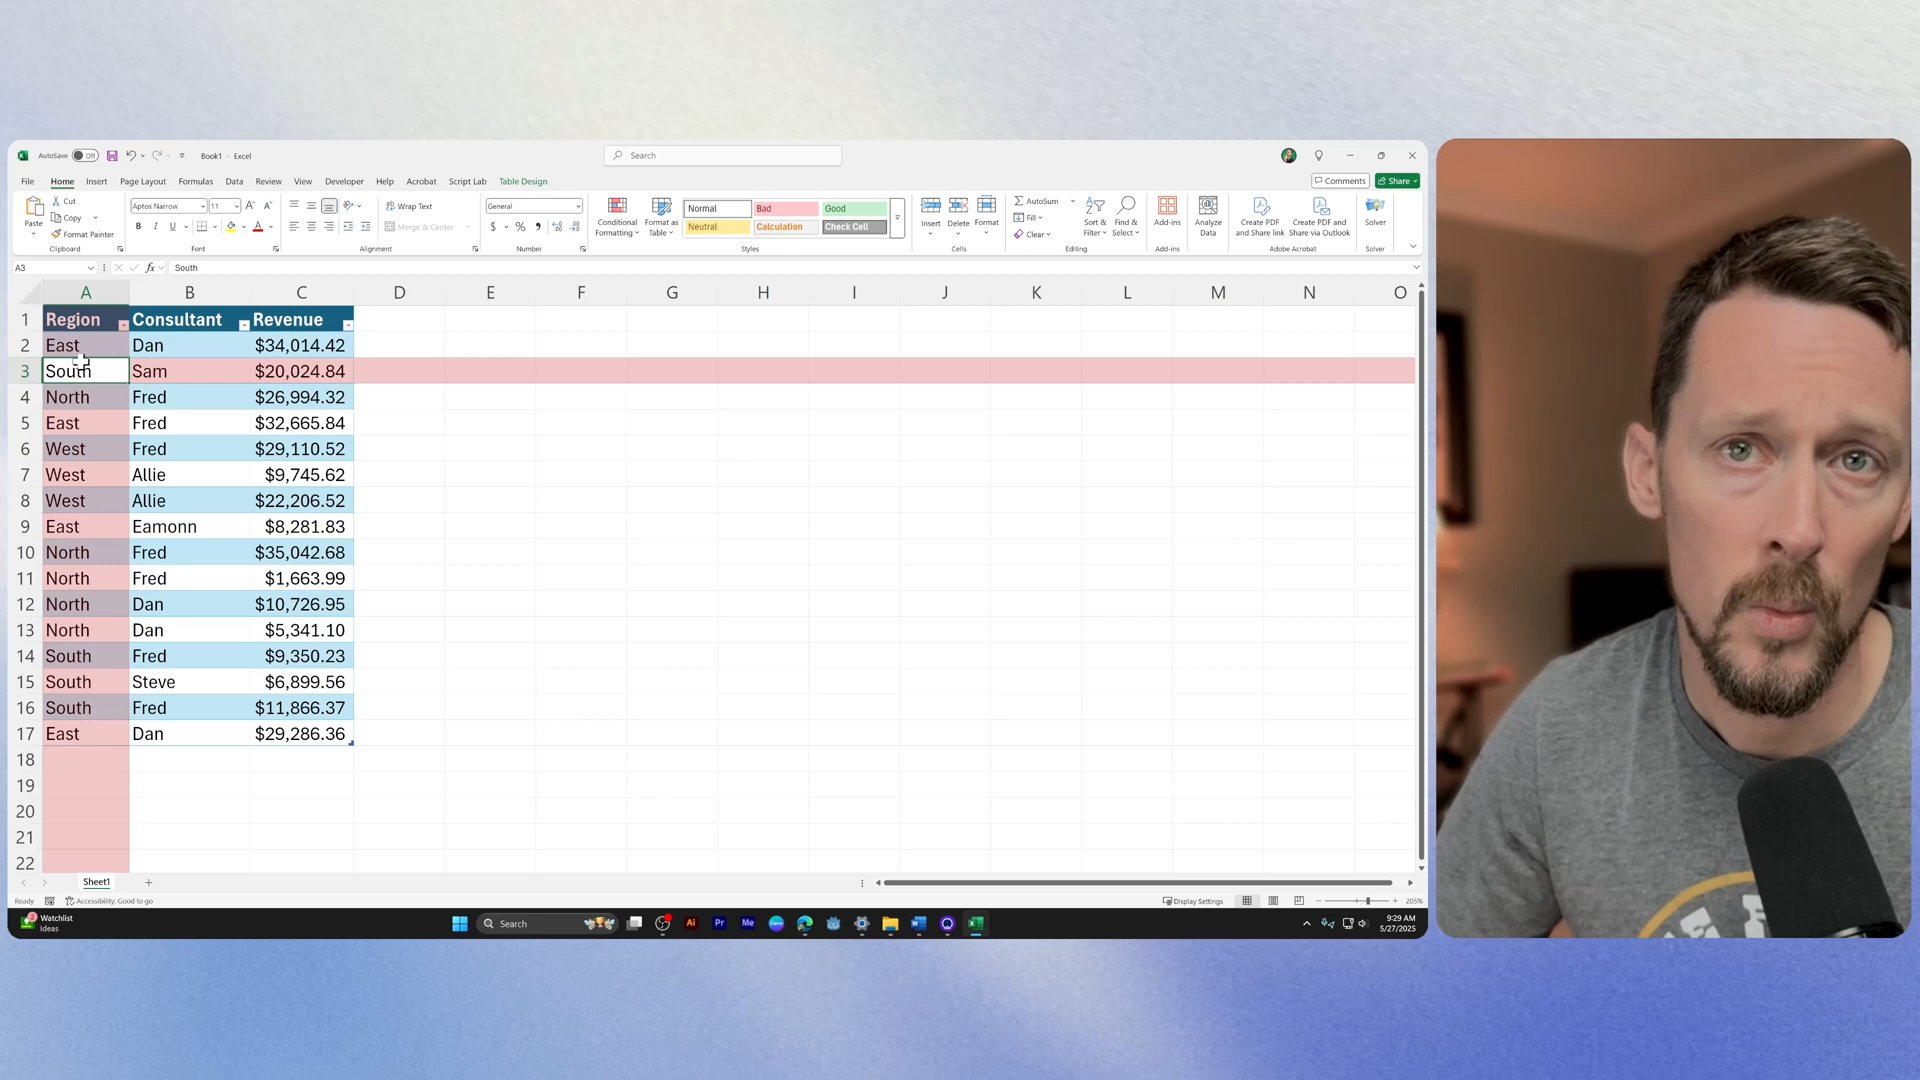 AutoSave Off Book1 - Excel Search
File Home Insert Page Layout Formulas Data Review View Developer Help Acrobat Script Lab Table Design Comments Share
Paste Cut Copy Format Painter Clipboard
Aptos Narrow 11 B I U A Font
Wrap Text Merge & Center Alignment
General $ % Number
Conditional Formatting Format as Table
Normal Bad Good
Neutral Calculation Check Cell
Styles
Insert Delete Format Cells
AutoSum Fill Clear Sort & Filter Find & Select Editing
Add-ins Add-ins
Analyze Data
Create PDF and Share link Create PDF and Share via Outlook Adobe Acrobat
Solver Solver
A3 fx South
A B C D E F G H I J K L M N O
1 Region Consultant Revenue
2 East Dan $34,014.42
3 South Sam $20,024.84
4 North Fred $26,994.32
5 East Fred $32,665.84
6 West Fred $29,110.52
7 West Allie $9,745.62
8 West Allie $22,206.52
9 East Eamonn $8,281.83
10 North Fred $35,042.68
11 North Fred $1,663.99
12 North Dan $10,726.95
13 North Dan $5,341.10
14 South Fred $9,350.23
15 South Steve $6,899.56
16 South Fred $11,866.37
17 East Dan $29,286.36
18
19
20
21
22
Sheet1
Ready Accessibility: Good to go Display Settings 205%
Watchlist
Ideas
Search Ai Pr Me
9:29 AM
5/27/2025